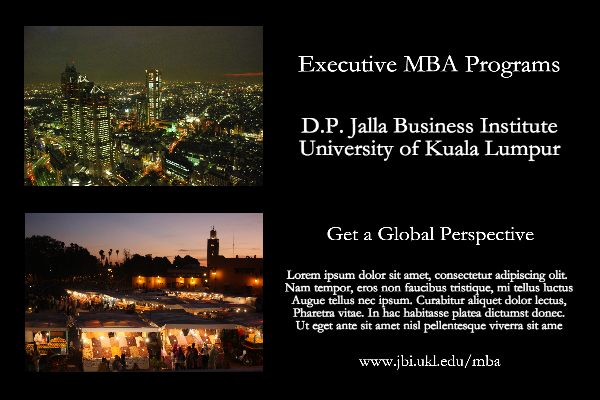 Executive MBA Programs
D.P. Jalla Business Institute
University of Kuala Lumpur
Get a Global Perspective
Lorem ipsum dolor sit amet, consectetur adipiscing olit.
Nam tempor, eros non faucibus tristique, mi tellus luctus
Augue tellus nec ipsum. Curabitur aliquet dolor lectus,
Pharetra vitae. In hac habitasse platea dictumst donec.
Ut eget ante sit amet nisl pellentesque viverra sit ame
www.jbi.ukl.edu/mba